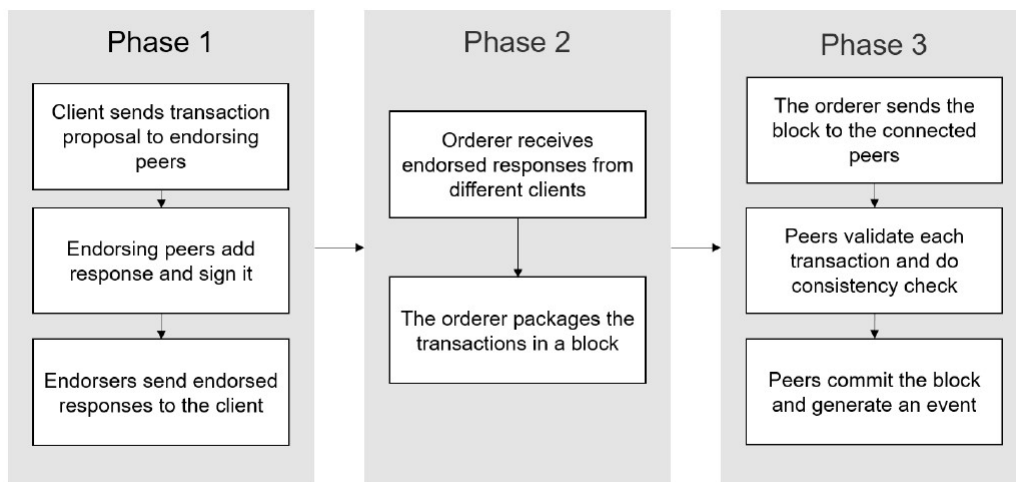 Phase 1
Client sends transaction
proposal to endorsing
peers
Endorsing peers add
response and sign it
Endorsers send endorsed
responses to the client
Phase 2
Orderer receives
endorsed responses from
different clients
The orderer packages the
transactions in a block
Phase 3
The orderer sends the
block to the connected
peers
Peers validate each
transaction and do
consistency check
Peers commit the block
and generate an event